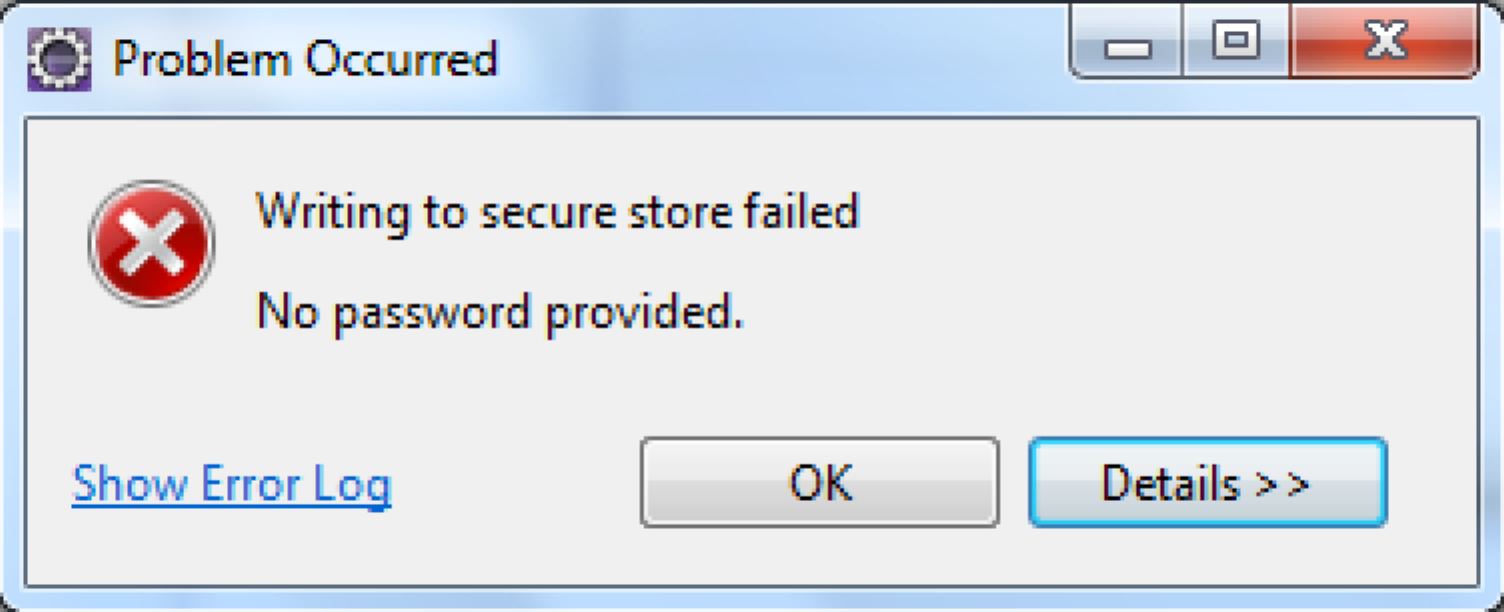 Problem Occurred
Writing to secure store failed
No password provided.
Show Error Log
OK
Details >>